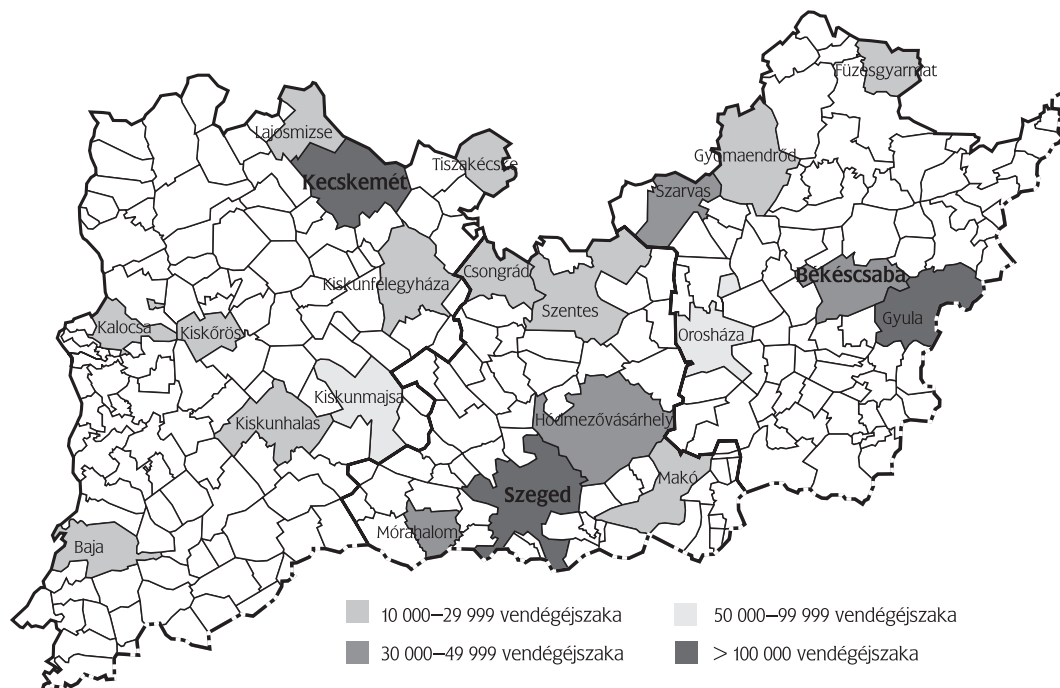 Füzesgyarmat
Lajosmizse
Tiszakécske
Gyomaendrőd
Kecskemét
Szarvas
Csongrád
Békéscsaba
Kiskunfélegyháza
Szentes
Gyula
Kalocsa
Kiskőrös
Orosháza
Kiskunmajsa
Kiskunhalas
Hódmezővásárhely
Makó
Szeged
Mórahalom
Baja
10 000–29 999 vendégéjszaka
50 000–99 999 vendégéjszaka
30 000–49 999 vendégéjszaka
> 100 000 vendégéjszaka